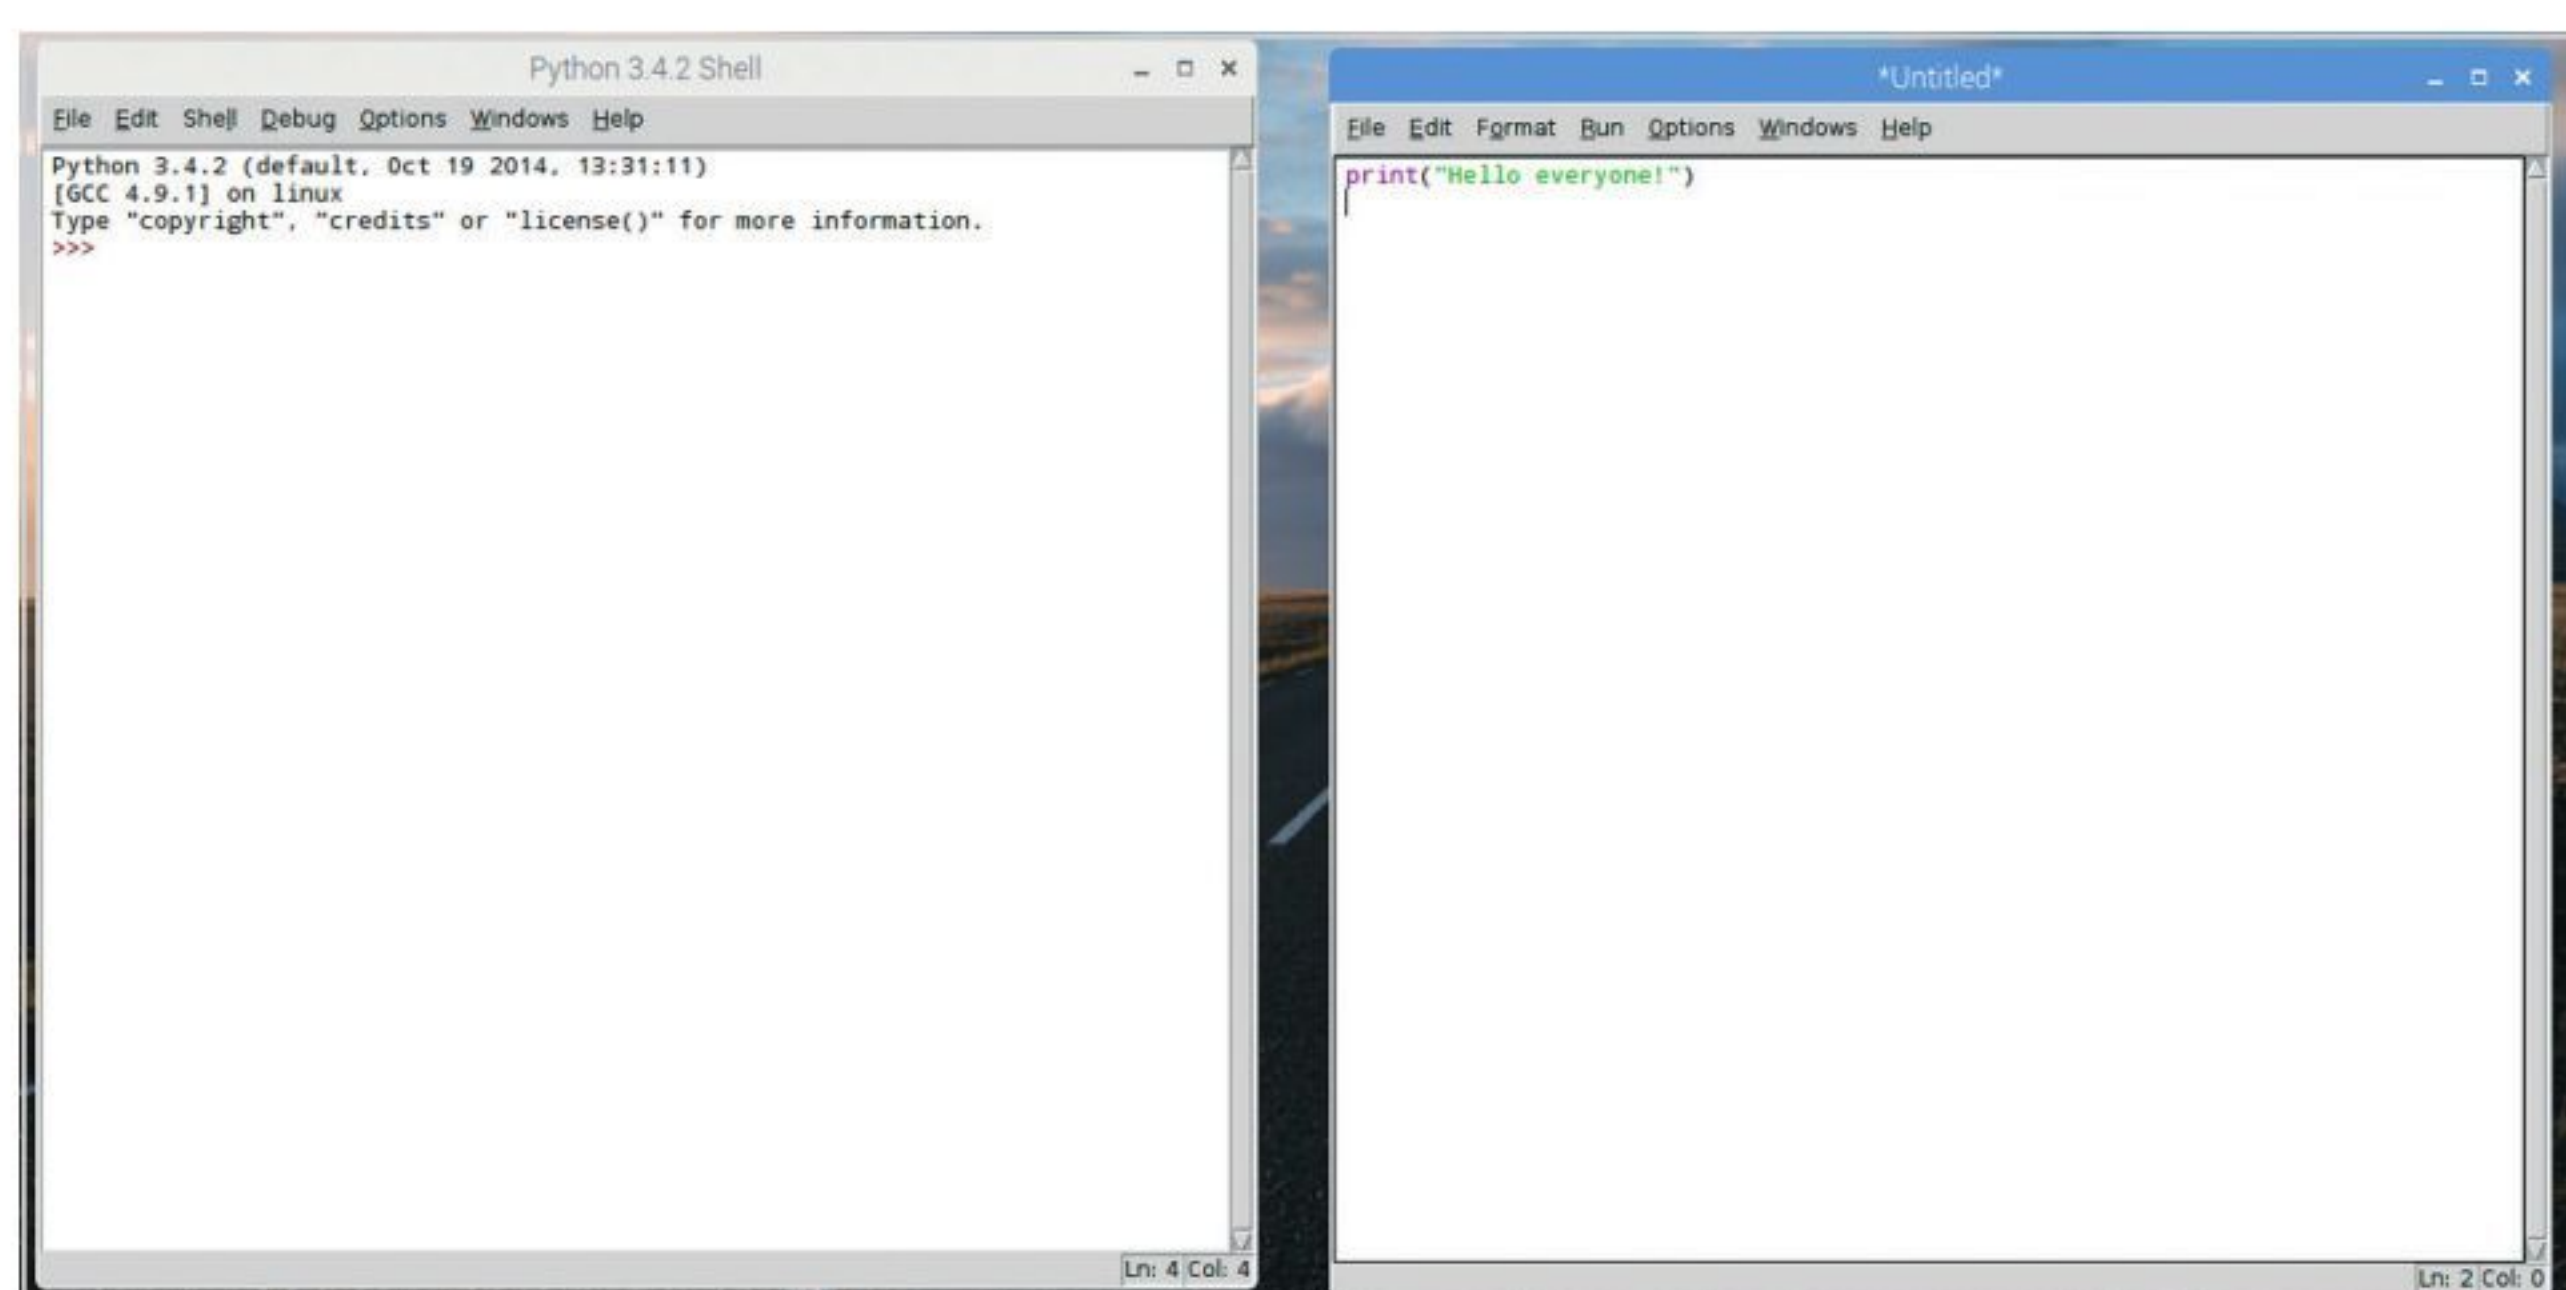 Python 3.4.2 Shell
File Edit Shell Debug Options Windows Help
Python 3.4.2 (default, Oct 19 2014, 13:31:11)
[GCC 4.9.1] on linux
Type "copyright", "credits" or "license()" for more information.
>>>
Ln: 4 Col: 4
*Untitled*
File Edit Format Run Options Windows Help
print("Hello everyone!")
Ln: 2 Col: 0